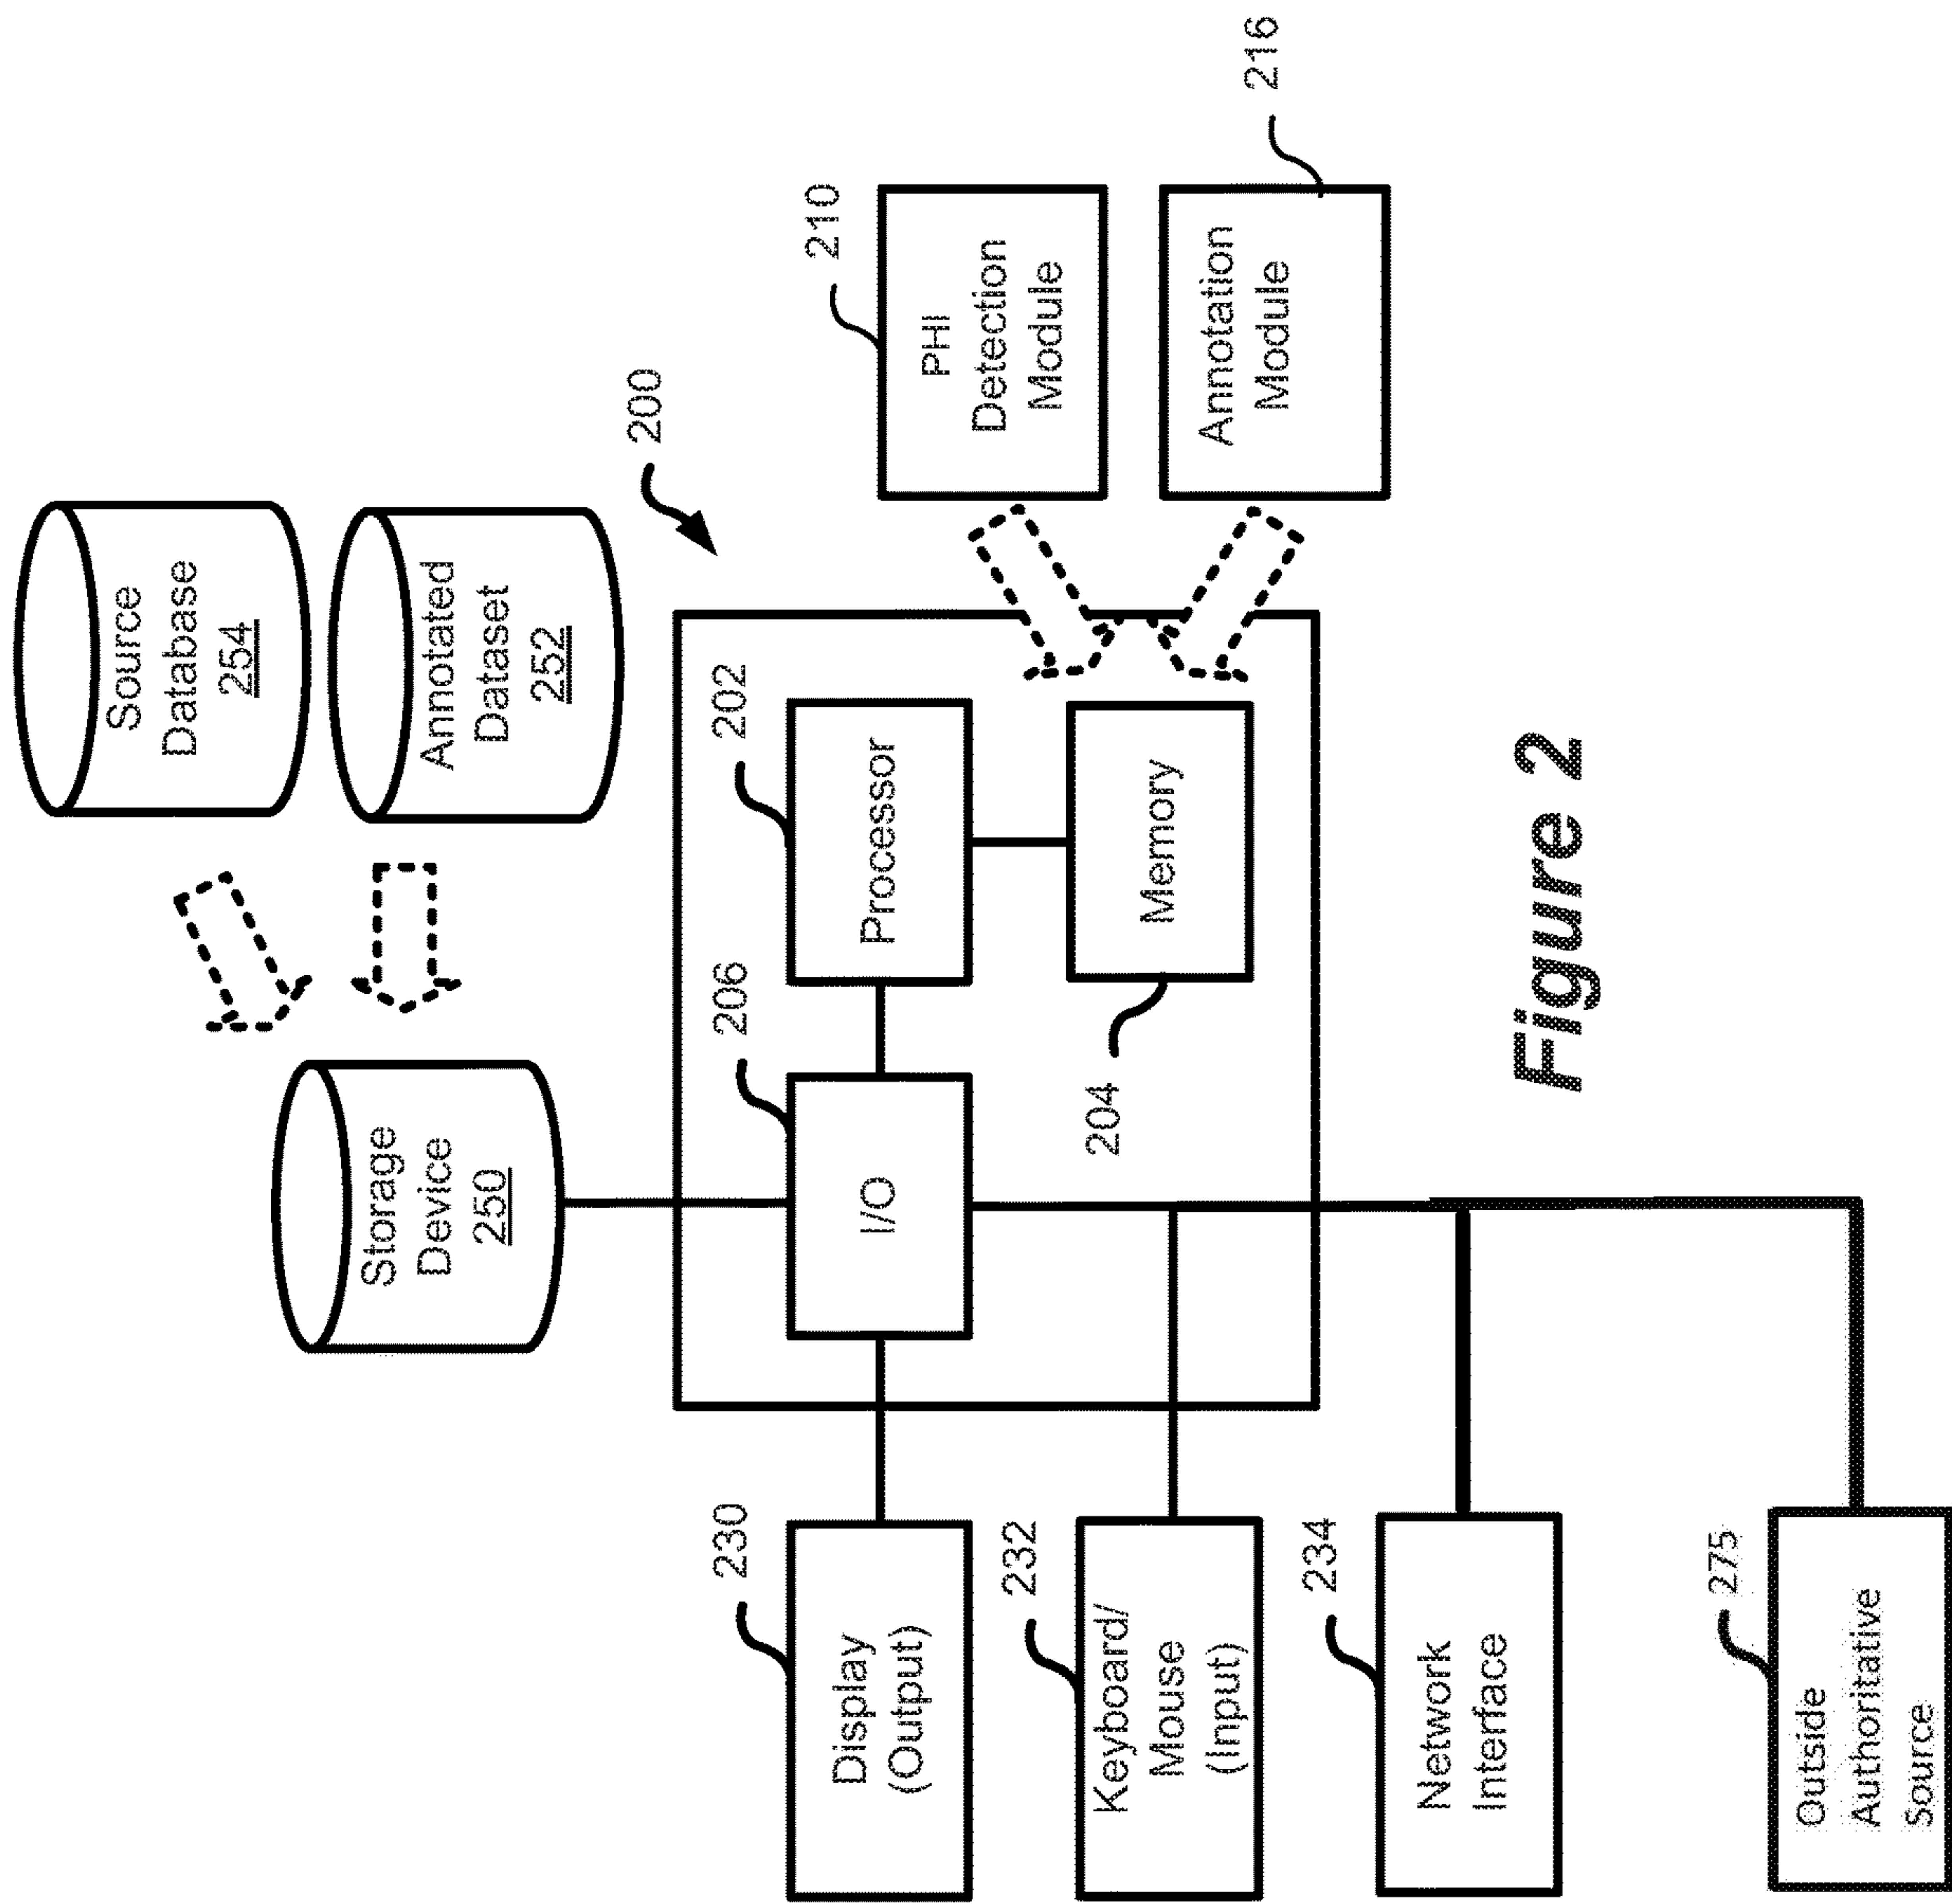 Source
Database
254
Annotated
Dataset
252
Storage
Device
250
200
202
Processor
206
I/O
Memory
204
210
PHI
Detection
Module
216
Annotation
Module
230
Display
(Output)
232
Keyboard/
Mouse
(Input)
234
Network
Interface
275
Outside
Authoritative
Source
Figure 2